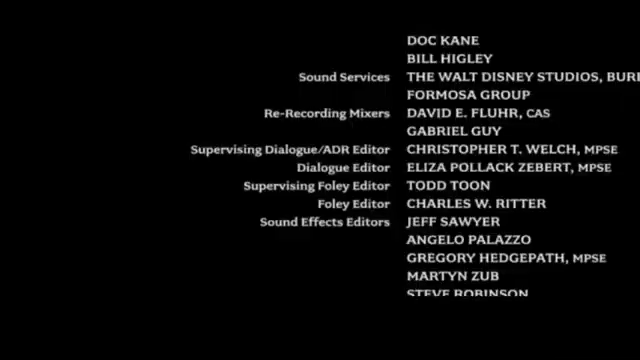 DOC KANE
BILL HIGLEY
Sound Services THE WALT DISNEY STUDIOS,
FORMOSA GROUP
Re-Recording Mixers DAVID E. FLUHR, CAS
GABRIEL GUY
Supervising Dialogue/ADR Editor CHRISTOPHER T. WELCH, MPSE
Dialogue Editor ELIZA POLLACK ZEBERT, MPSE
Supervising Foley Editor TODD TOON
Foley Editor CHARLES W. RITTER
Sound Effects Editors JEFF SAWYER
ANGELO PALAZZO
GREGORY HEDGEPATH, MPSE
MARTYN ZUB
STEVE ROBINSON